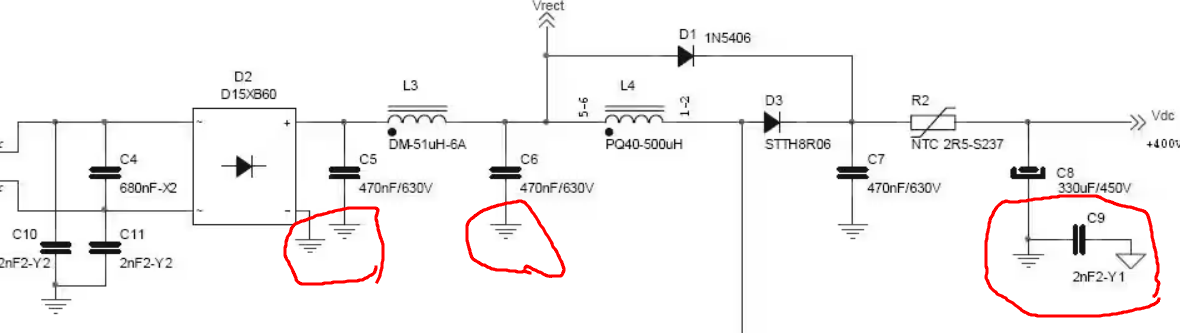 Vrect
D1 1N5406
D2
D15XB60
L3
L4
5-6
1-2
D3
R2
Vdc
~
+
DM-51uH-6A
PQ40-500uH
STTH8R06
NTC 2R5-S237
+400V
C4
680nF-X2
C5
470nF/630V
C6
470nF/630V
C7
470nF/630V
C8
330uF/450V
~
-
C10
2nF2-Y2
C11
2nF2-Y2
C9
2nF2-Y1